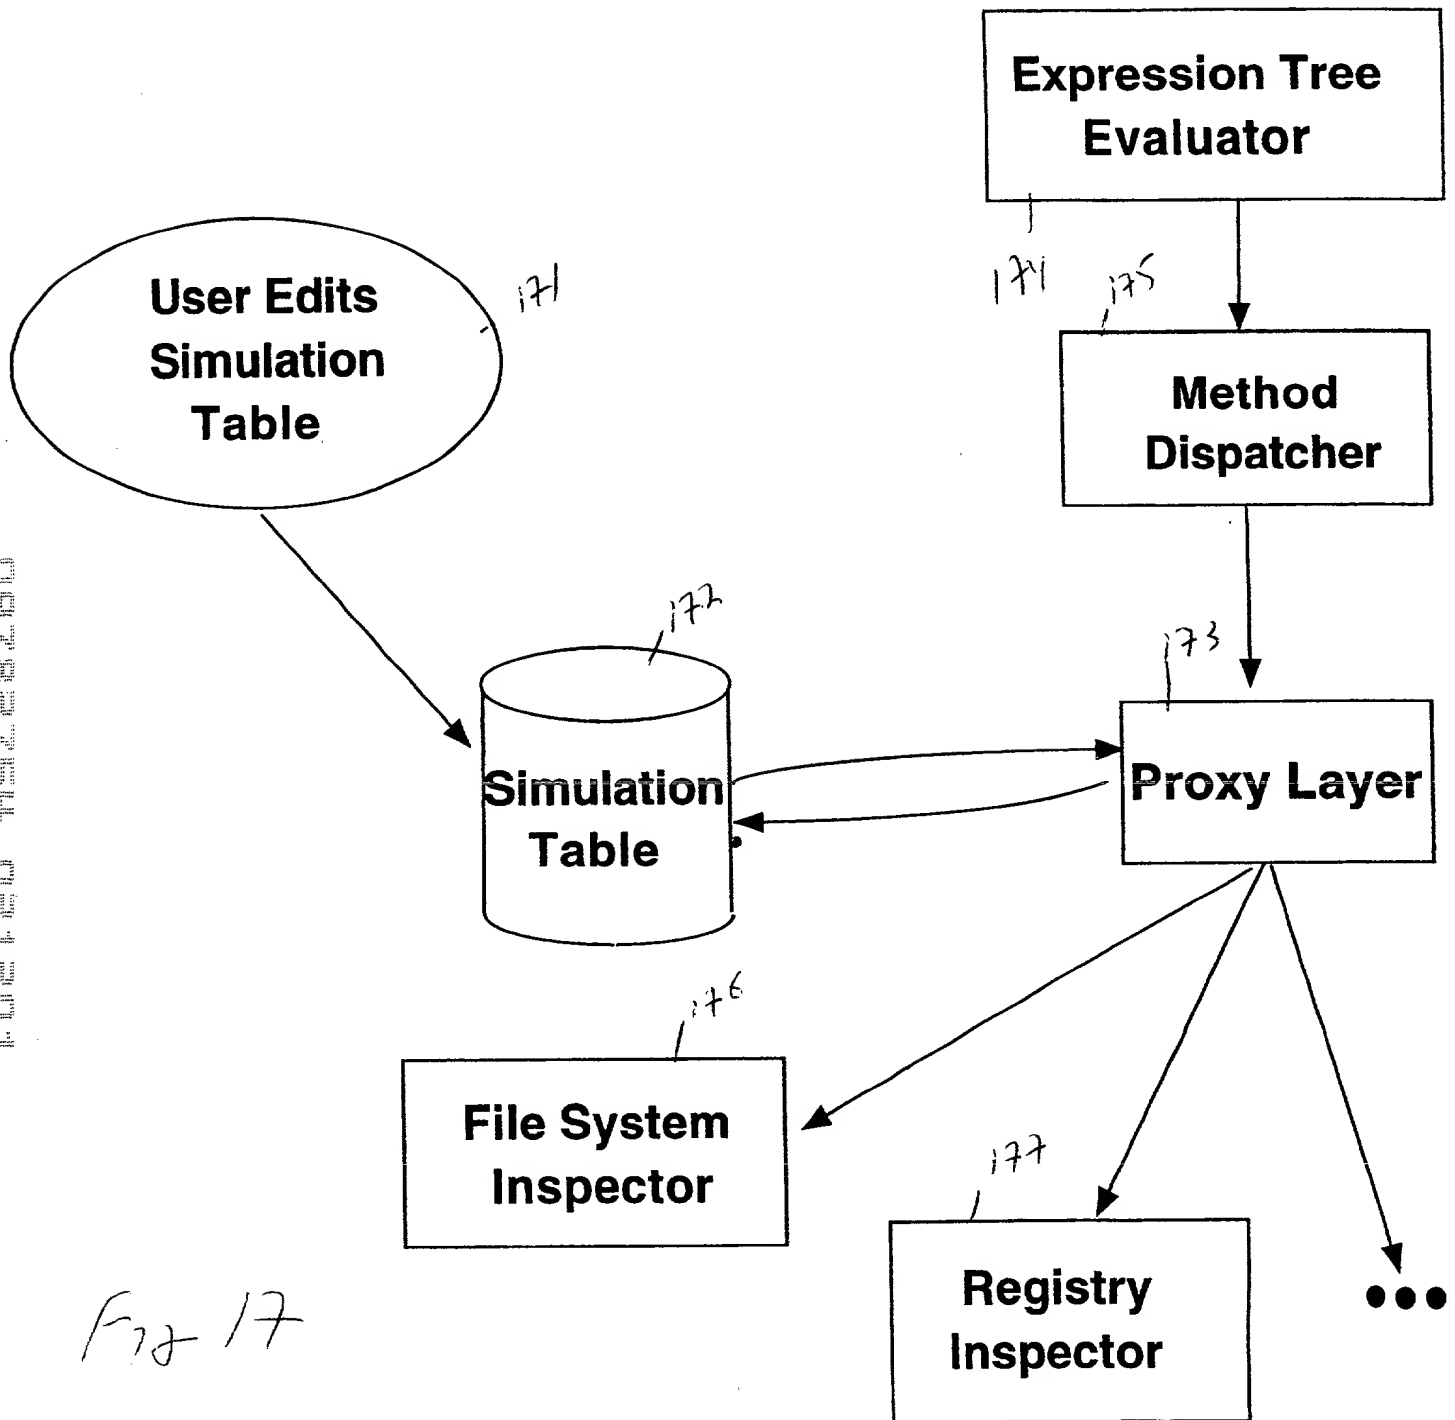 Expression Tree
Evaluator
174
175
User Edits
Simulation
Table
171
Method
Dispatcher
172
173
Simulation
Table
Proxy Layer
176
File System
Inspector
177
Registry
Inspector
•••
Fig 17